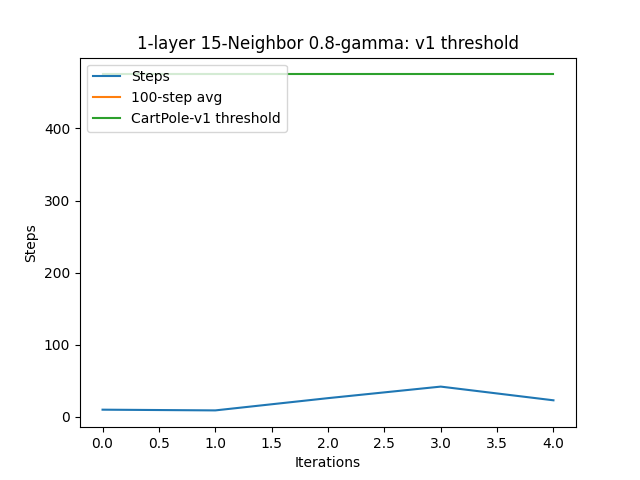 1-layer 15-Neighbor 0.8-gamma: v1 threshold
Steps
100-step avg
CartPole-v1 threshold
400
300
200
100
0
Steps
0.0 0.5 1.0 1.5 2.0 2.5 3.0 3.5 4.0
Iterations